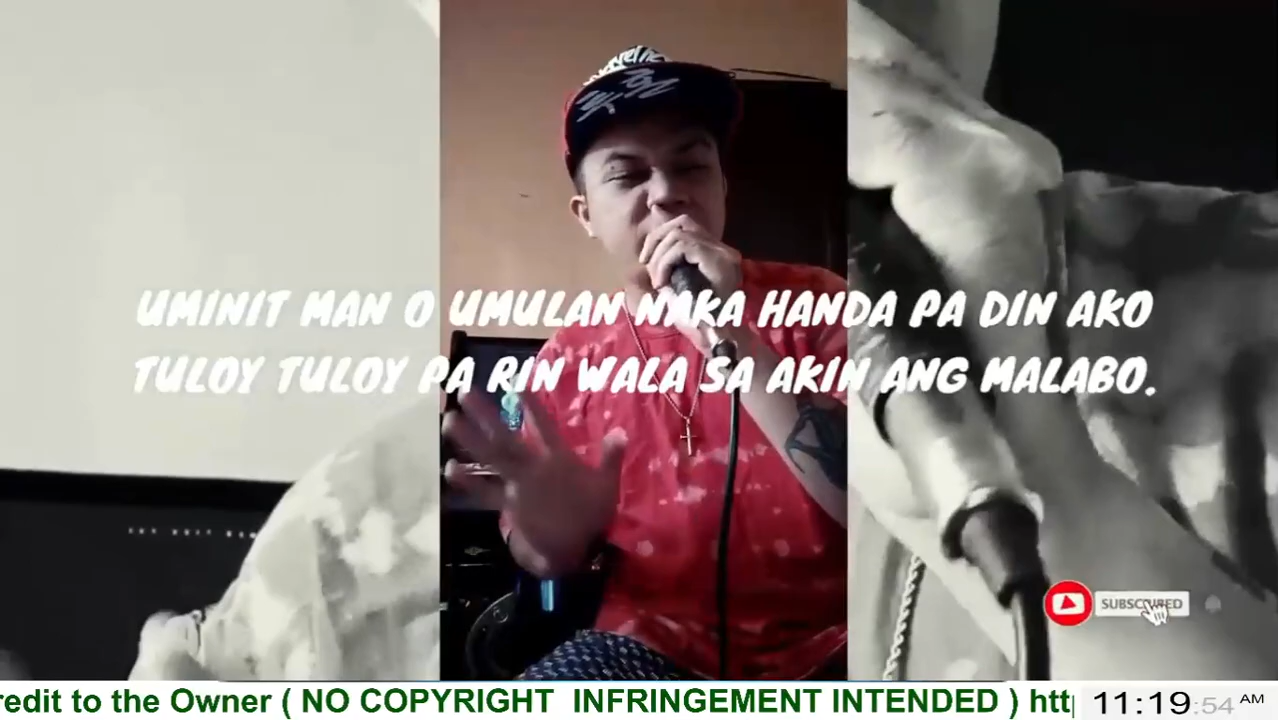 UMINIT MAN O UMULAN NAKA HANDA PA DIN AKO
TULOY TULOY PA RIN WALA SA AKIN ANG MALABO.
SUBSCRIBED
redit to the Owner ( NO COPYRIGHT INFRINGEMENT INTENDED ) htt
11:19:54 AM